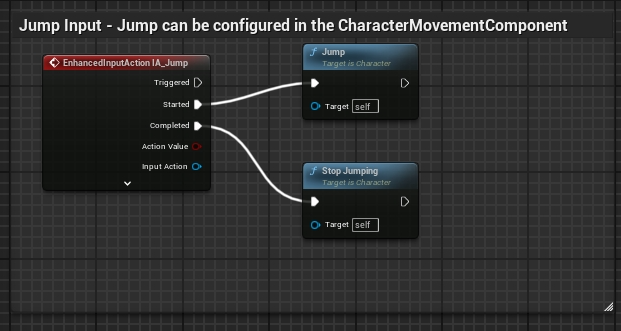 Jump Input - Jump can be configured in the CharacterMovementComponent
EnhancedInputAction IA_Jump
Triggered
Started
Completed
Action Value
Input Action
f Jump
Target is Character
Target self
f Stop Jumping
Target is Character
Target self